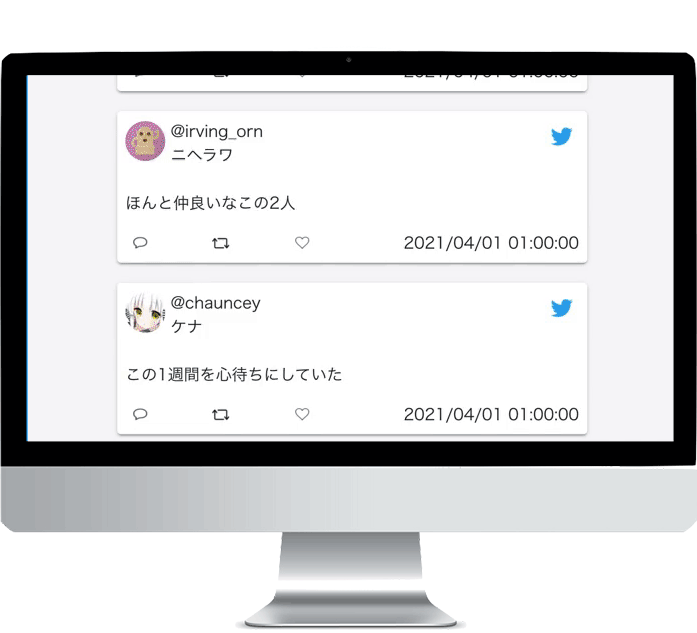 2021/04/01 01:00:00
@irving_orn
ニヘラワ
ほんと仲良いなこの2人
2021/04/01 01:00:00
@chauncey
ケナ
この1週間を心待ちにしていた
2021/04/01 01:00:00